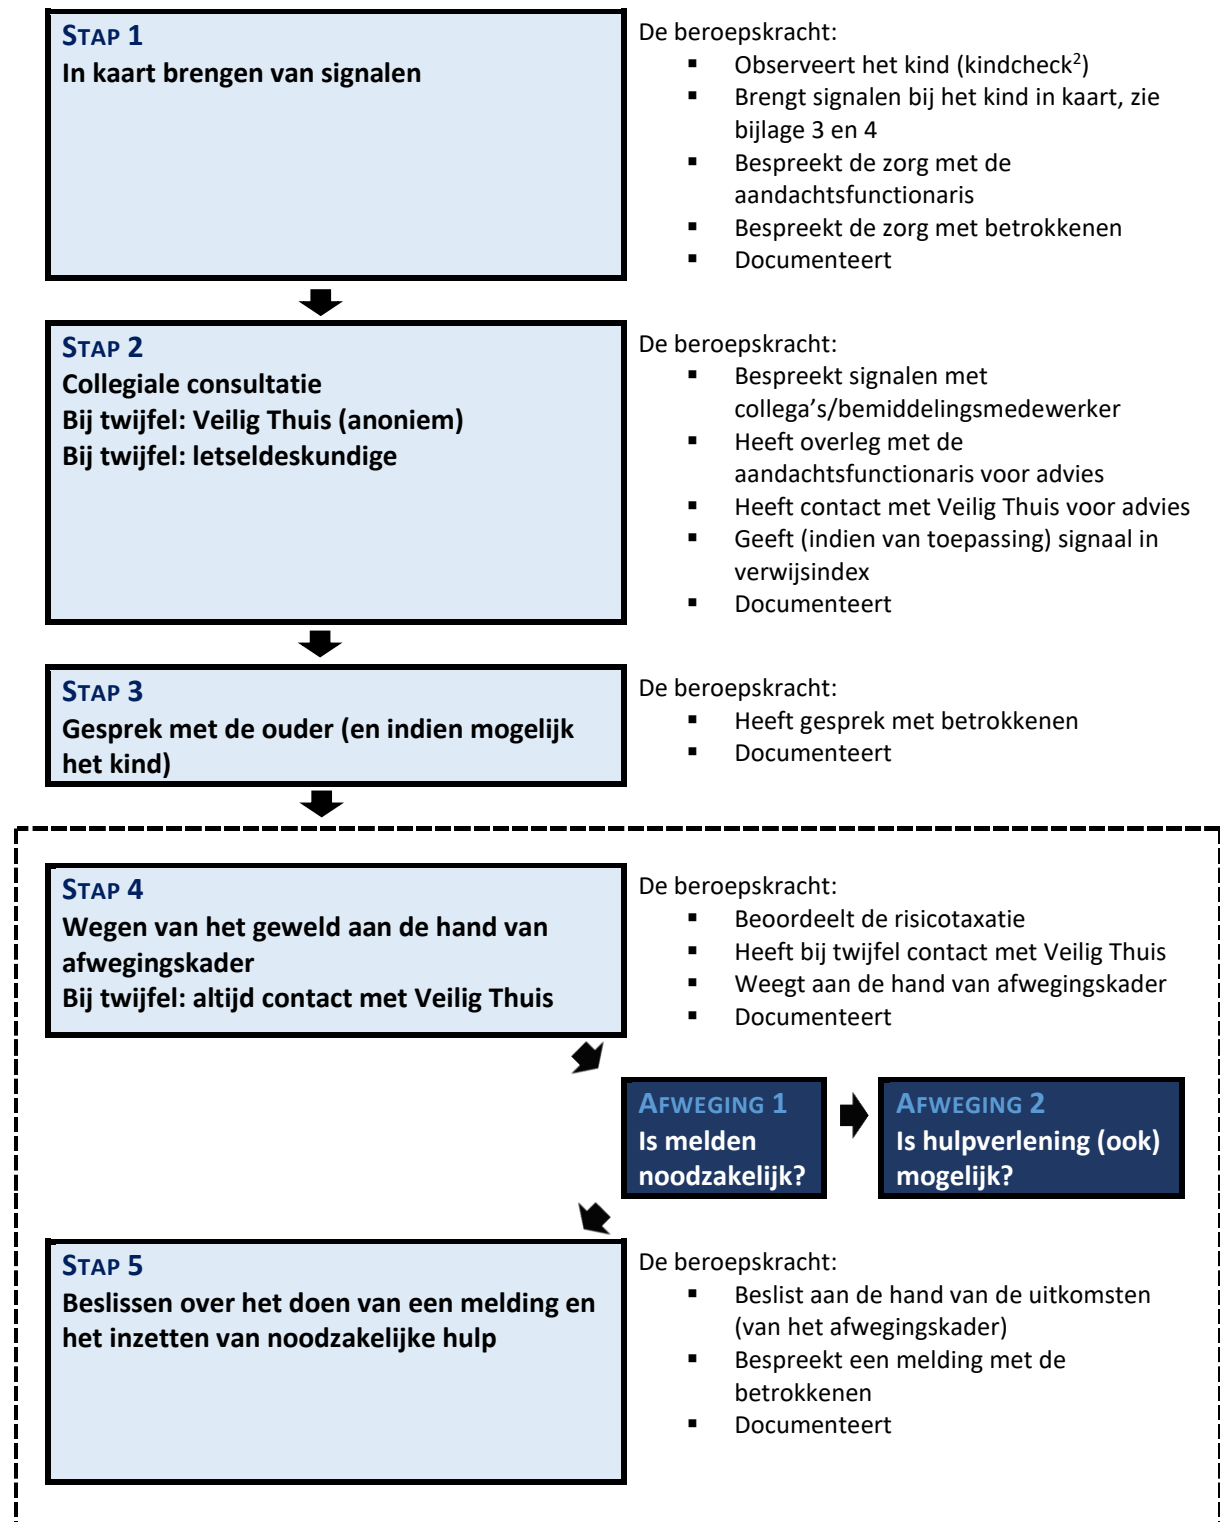 STAP 1
In kaart brengen van signalen
De beroepskracht:
▪ Observeert het kind (kindcheck²)
▪ Brengt signalen bij het kind in kaart, zie
bijlage 3 en 4
▪ Bespreekt de zorg met de
aandachtsfunctionaris
▪ Bespreekt de zorg met betrokkenen
▪ Documenteert
STAP 2
Collegiale consultatie
Bij twijfel: Veilig Thuis (anoniem)
Bij twijfel: letseldeskundige
De beroepskracht:
▪ Bespreekt signalen met
collega’s/bemiddelingsmedewerker
▪ Heeft overleg met de
aandachtsfunctionaris voor advies
▪ Heeft contact met Veilig Thuis voor advies
▪ Geeft (indien van toepassing) signaal in
verwijsindex
▪ Documenteert
STAP 3
Gesprek met de ouder (en indien mogelijk
het kind)
De beroepskracht:
▪ Heeft gesprek met betrokkenen
▪ Documenteert
STAP 4
Wegen van het geweld aan de hand van
afwegingskader
Bij twijfel: altijd contact met Veilig Thuis
De beroepskracht:
▪ Beoordeelt de risicotaxatie
▪ Heeft bij twijfel contact met Veilig Thuis
▪ Weegt aan de hand van afwegingskader
▪ Documenteert
AFWEGING 1
Is melden
noodzakelijk?
AFWEGING 2
Is hulpverlening (ook)
mogelijk?
STAP 5
Beslissen over het doen van een melding en
het inzetten van noodzakelijke hulp
De beroepskracht:
▪ Beslist aan de hand van de uitkomsten
(van het afwegingskader)
▪ Bespreekt een melding met de
betrokkenen
▪ Documenteert